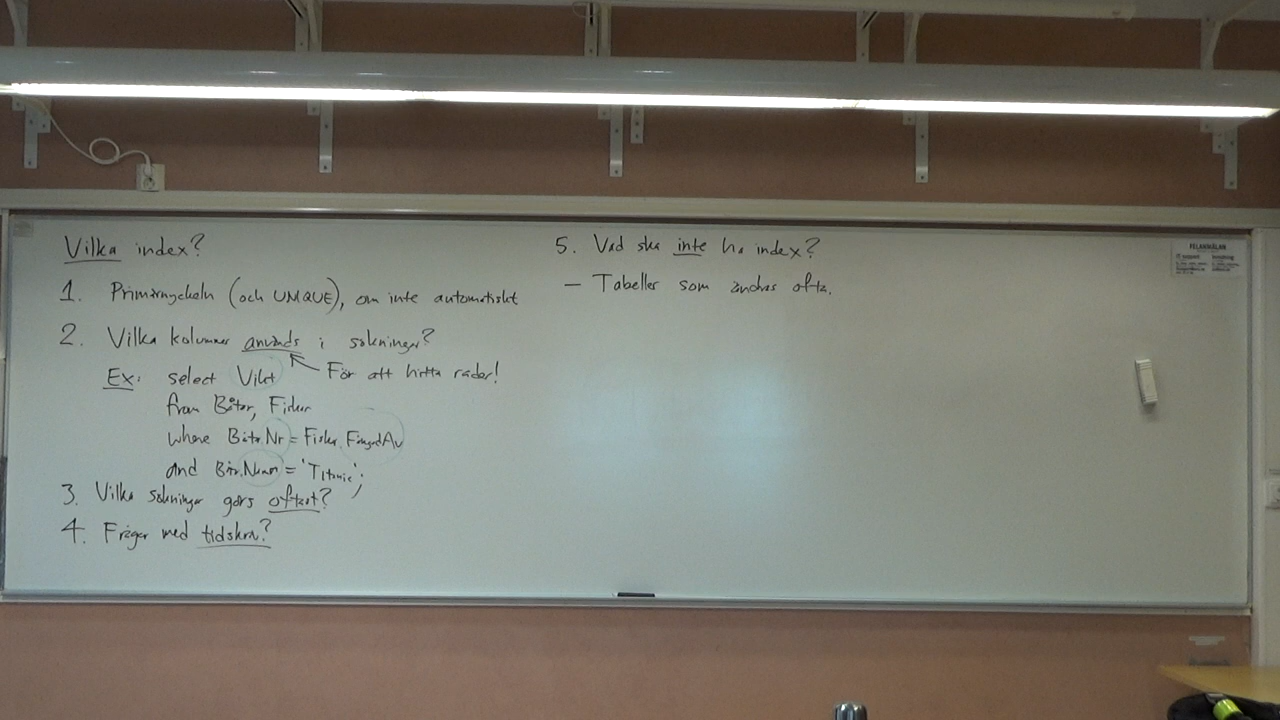 Vilka index?
1. Primärnyckeln (och UNIQUE), om inte automatiskt
2. Vilka kolumner används i sökningar?
För att hitta rader!
Ex: select Vikt
from Båtar, Fiskar
where Båtar.Nr = Fiskar.FångadAv
and Båtar.Namn = 'Titanic';
3. Vilka sökningar görs oftast?
4. Frågor med tidskrav?
5. Vad ska inte ha index?
– Tabeller som ändras ofta.
FELANMÄLAN